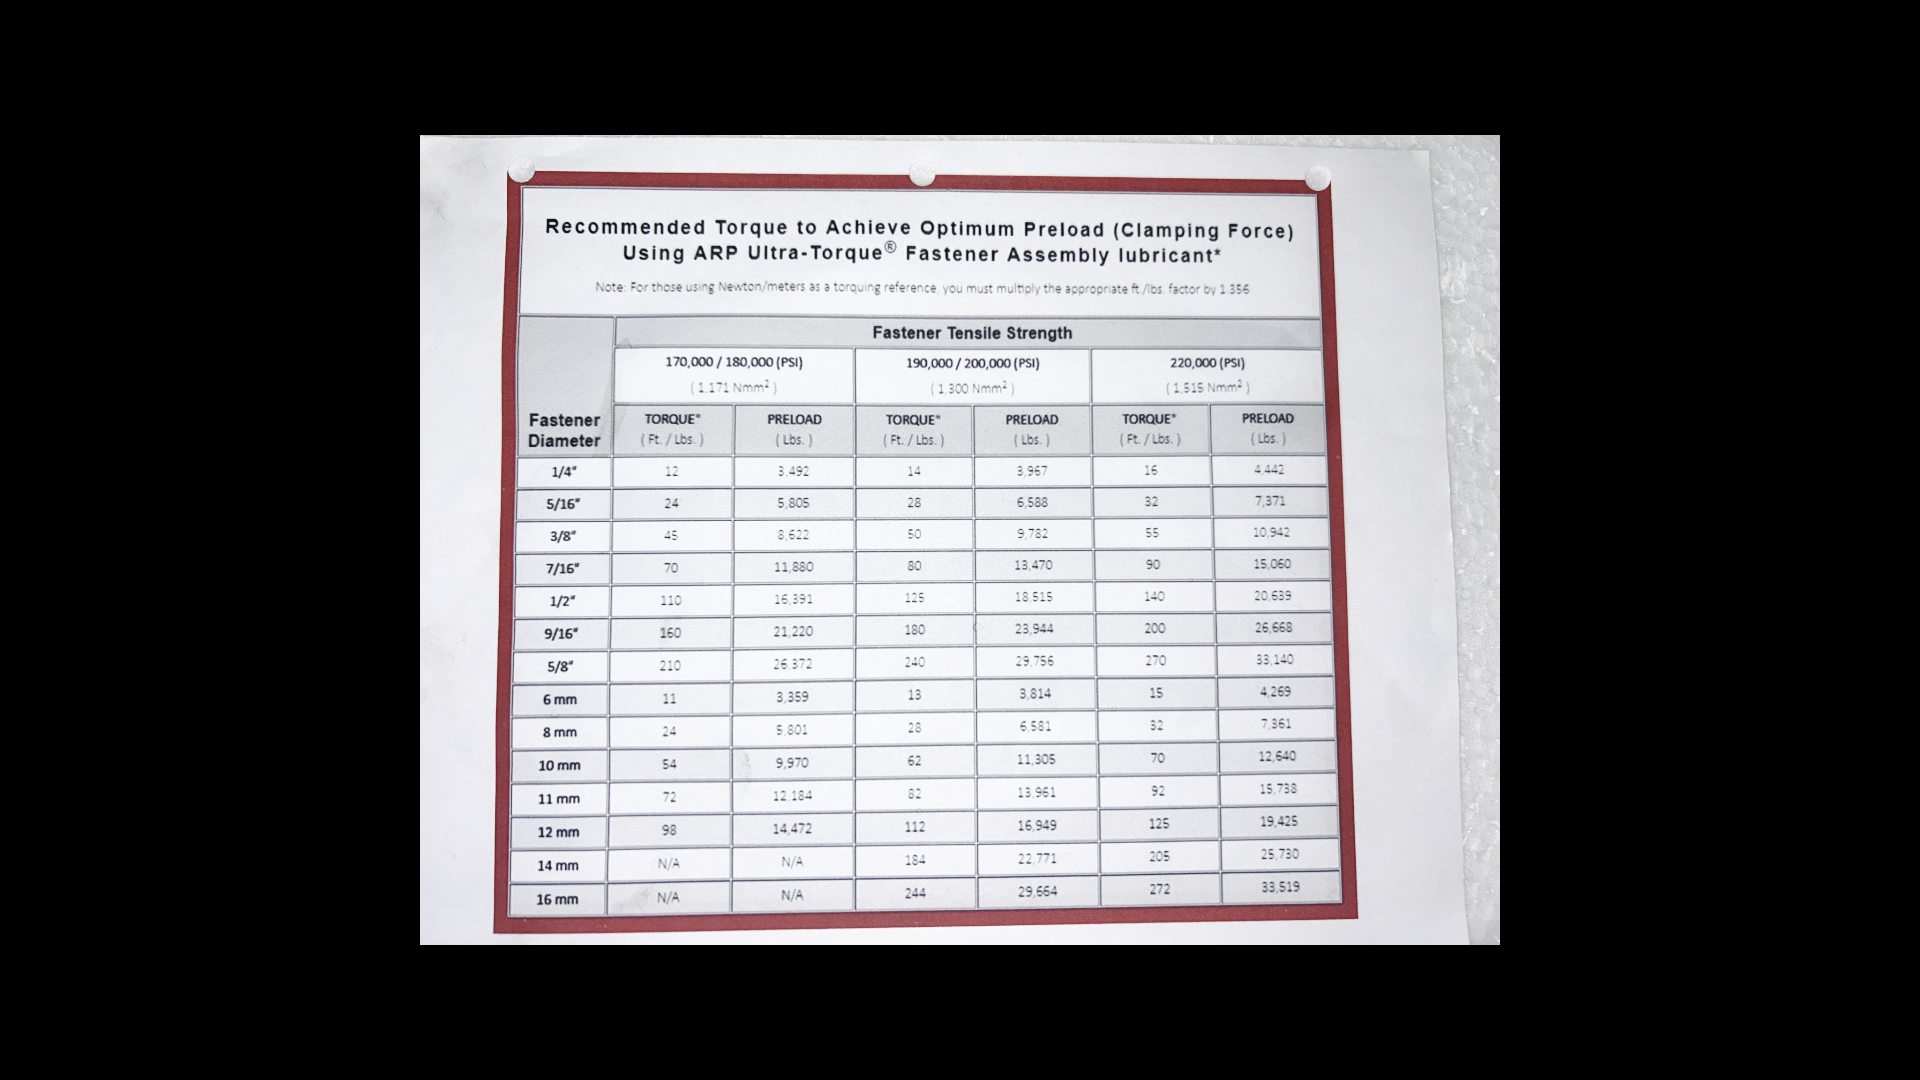 Recommended Torque to Achieve Optimum Preload (Clamping Force)
Using ARP Ultra-Torque® Fastener Assembly lubricant*
Note: For those using Newton/meters as a torquing reference, you must multiply the appropriate ft./lbs. factor by 1.356
Fastener Tensile Strength
170,000 / 180,000 (PSI) 190,000 / 200,000 (PSI) 220,000 (PSI)
( 1.171 Nmm² ) ( 1,300 Nmm² ) ( 1,515 Nmm² )
Fastener Diameter TORQUE* PRELOAD TORQUE* PRELOAD TORQUE* PRELOAD
( Ft. / Lbs. ) ( Lbs. ) ( Ft. / Lbs. ) ( Lbs. ) ( Ft. / Lbs. ) ( Lbs. )
1/4" 12 3,492 14 3,967 16 4,442
5/16" 24 5,805 28 6,588 32 7,371
3/8" 45 8,622 50 9,782 55 10,942
7/16" 70 11,880 80 13,470 90 15,060
1/2" 110 16,391 125 18,515 140 20,639
9/16" 160 21,220 180 23,944 200 26,668
5/8" 210 26,372 240 29,756 270 33,140
6 mm 11 3,359 13 3,814 15 4,269
8 mm 24 5,801 28 6,581 32 7,361
10 mm 54 9,970 62 11,305 70 12,640
11 mm 72 12,184 82 13,961 92 15,738
12 mm 98 14,472 112 16,949 125 19,425
14 mm N/A N/A 184 22,771 205 25,730
16 mm N/A N/A 244 29,664 272 33,519